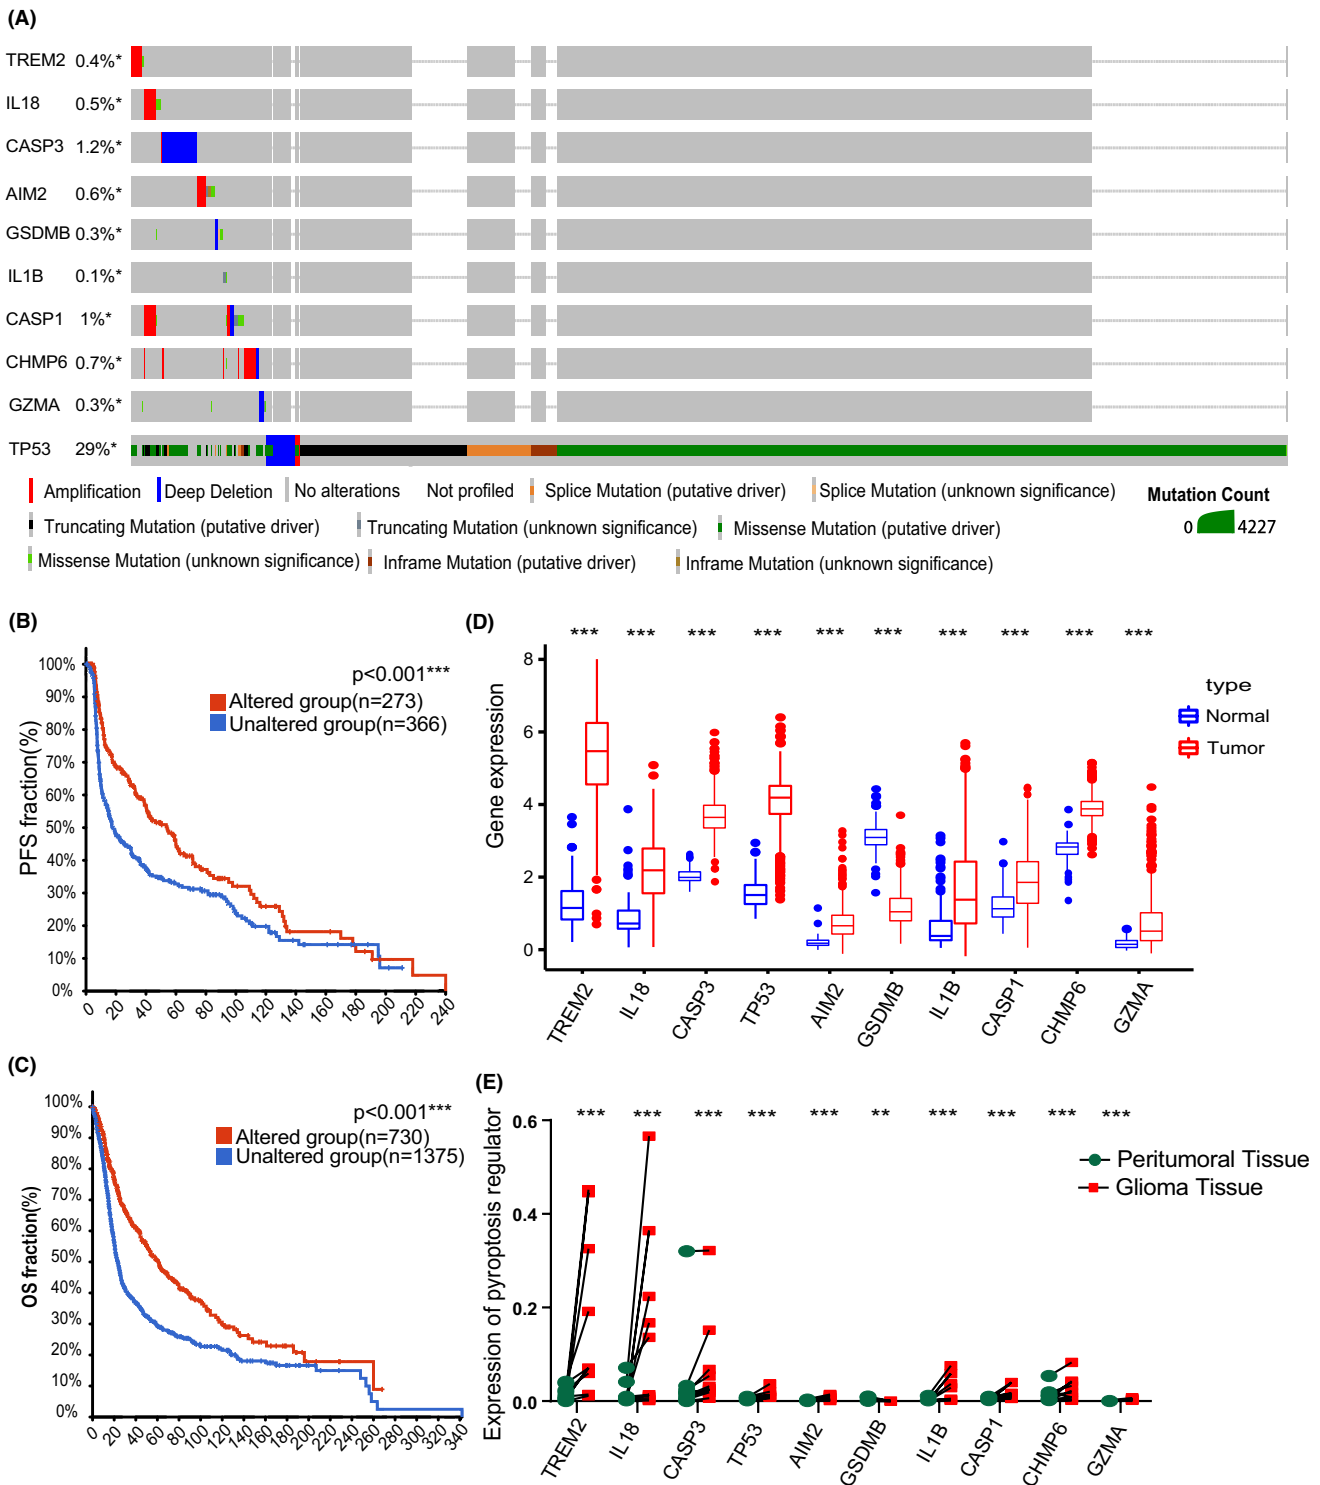 (A)
TREM2 0.4%*
IL18 0.5%*
CASP3 1.2%*
AIM2 0.6%*
GSDMB 0.3%*
IL1B 0.1%*
CASP1 1%*
CHMP6 0.7%*
GZMA 0.3%*
TP53 29%*
Amplification Deep Deletion No alterations Not profiled Splice Mutation (putative driver) Splice Mutation (unknown significance)
Truncating Mutation (putative driver) Truncating Mutation (unknown significance) Missense Mutation (putative driver)
Missense Mutation (unknown significance) Inframe Mutation (putative driver) Inframe Mutation (unknown significance)
Mutation Count
0 4227
(B)
PFS fraction(%)
100%
90%
80%
70%
60%
50%
40%
30%
20%
10%
0%
p<0.001***
Altered group(n=273)
Unaltered group(n=366)
0 20 40 60 80 100 120 140 160 180 200 220 240
(C)
OS fraction(%)
100%
90%
80%
70%
60%
50%
40%
30%
20%
10%
0%
p<0.001***
Altered group(n=730)
Unaltered group(n=1375)
0 20 40 60 80 100 120 140 160 180 200 220 240 260 280 300 320 340
(D)
Gene expression
8
6
4
2
0
*** *** *** *** *** *** *** *** *** ***
type
Normal
Tumor
TREM2 IL18 CASP3 TP53 AIM2 GSDMB IL1B CASP1 CHMP6 GZMA
(E)
Expression of pyroptosis regulator
0.6
0.4
0.2
0.0
*** *** *** *** *** ** *** *** *** ***
Peritumoral Tissue
Glioma Tissue
TREM2 IL18 CASP3 TP53 AIM2 GSDMB IL1B CASP1 CHMP6 GZMA